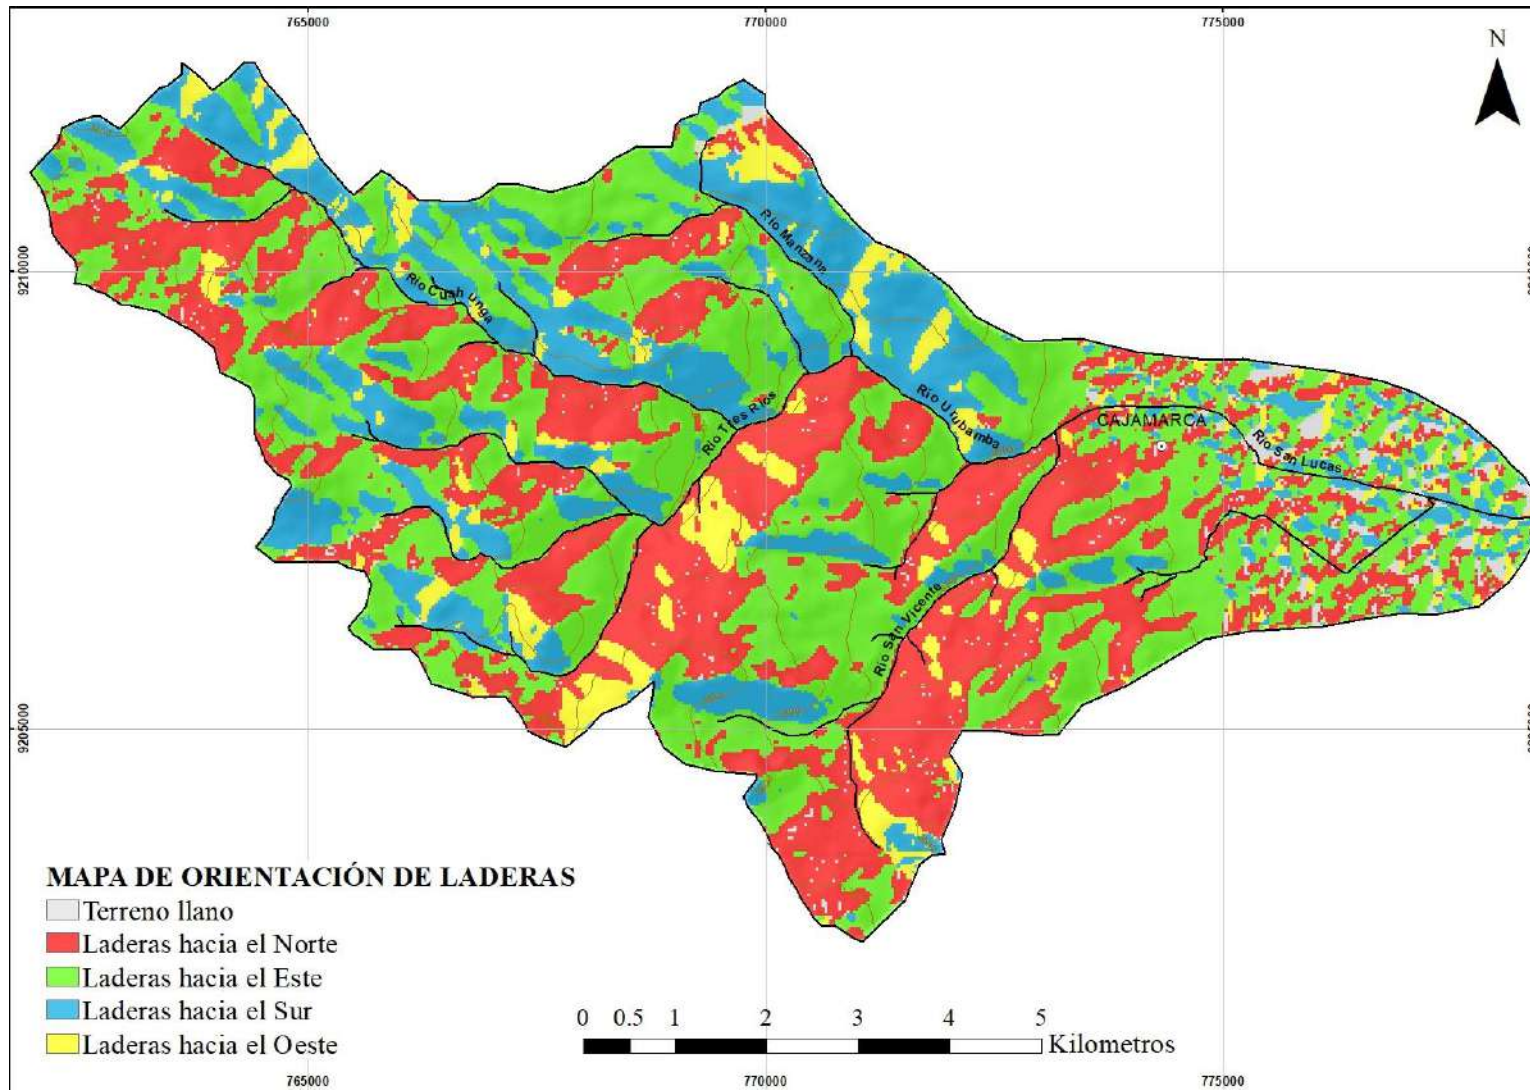 765000
770000
775000
N
9210000
Río Manzana
Río Cushunga
Río Tres Ríos
Río Urubamba
CAJAMARCA
Río San Lucas
Río San Vicente
9205000
MAPA DE ORIENTACIÓN DE LADERAS
Terreno llano
Laderas hacia el Norte
Laderas hacia el Este
Laderas hacia el Sur
Laderas hacia el Oeste
0 0.5 1 2 3 4 5
Kilometros
765000
770000
775000